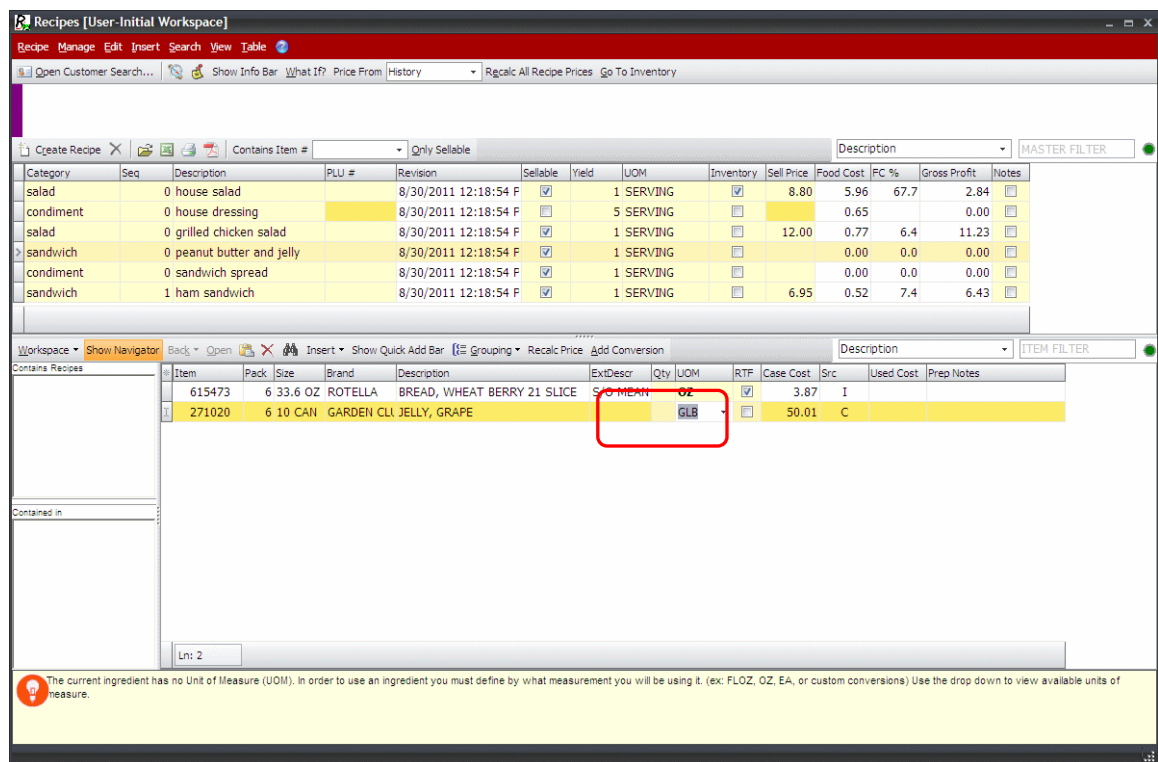 Recipes [User-Initial Workspace]
Recipe Manage Edit Insert Search View Table
Open Customer Search... Show Info Bar What If? Price From History Recalc All Recipe Prices Go To Inventory
Create Recipe Contains Item # Only Sellable Description MASTER FILTER
Category Seq Description PLU # Revision Sellable Yield UOM Inventory Sell Price Food Cost FC % Gross Profit Notes
salad 0 house salad 8/30/2011 12:18:54 P 1 SERVING 8.80 5.96 67.7 2.84
condiment 0 house dressing 8/30/2011 12:18:54 P 5 SERVING 0.65 0.00
salad 0 grilled chicken salad 8/30/2011 12:18:54 P 1 SERVING 12.00 0.77 6.4 11.23
sandwich 0 peanut butter and jelly 8/30/2011 12:18:54 P 1 SERVING 0.00 0.0 0.00
condiment 0 sandwich spread 8/30/2011 12:18:54 P 1 SERVING 0.00 0.0 0.00
sandwich 1 ham sandwich 8/30/2011 12:18:54 P 1 SERVING 6.95 0.52 7.4 6.43
Workspace Show Navigator Back Open Insert Show Quick Add Bar Grouping Recalc Price Add Conversion Description ITEM FILTER
Contains Recipes
Item Pack Size Brand Description ExtDescr Qty UOM RTF Case Cost Src Used Cost Prep Notes
615473 6 33.6 OZ ROTELLA BREAD, WHEAT BERRY 21 SLICE S/O MEAN OZ 3.87 I
271020 6 10 CAN GARDEN CLU JELLY, GRAPE GLB 50.01 C
Contained in
Ln: 2
The current ingredient has no Unit of Measure (UOM). In order to use an ingredient you must define by what measurement you will be using it. (ex: FLOZ, OZ, EA, or custom conversions) Use the drop down to view available units of
measure.